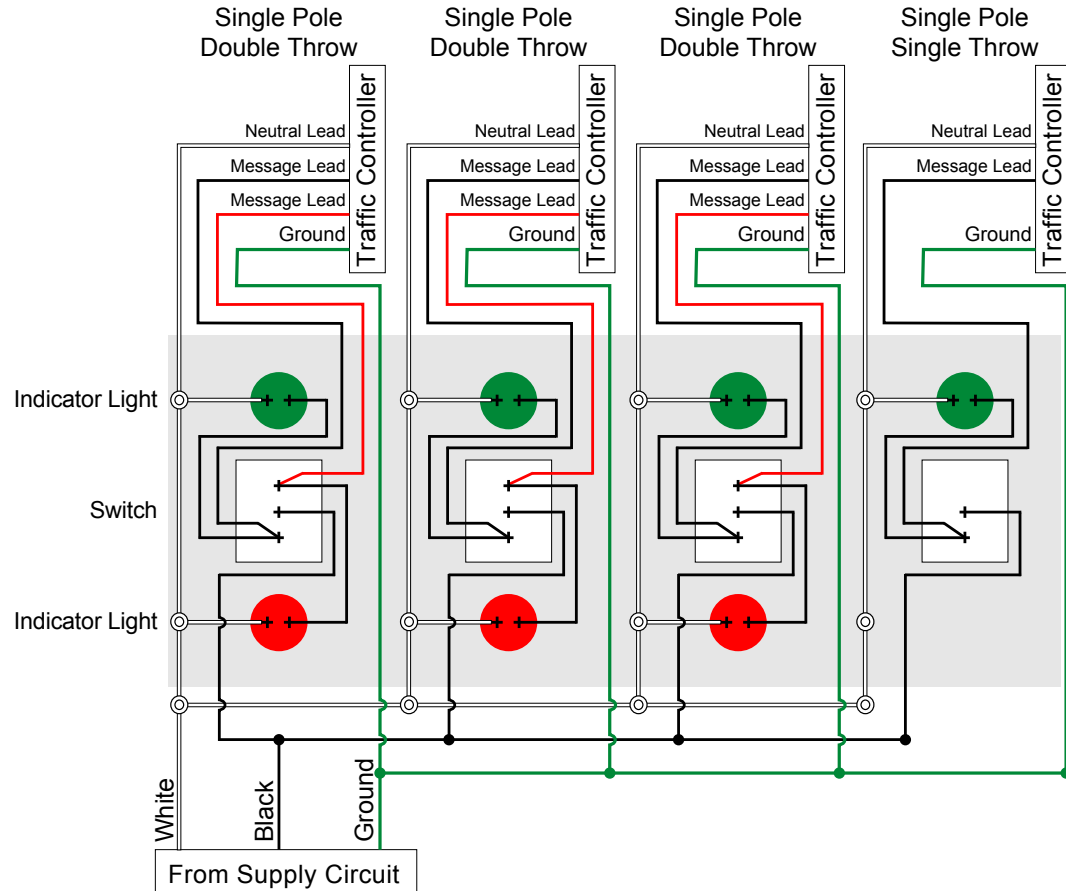 Single Pole
Double Throw
Single Pole
Double Throw
Single Pole
Double Throw
Single Pole
Single Throw
Neutral Lead
Message Lead
Message Lead
Ground
Traffic Controller
Neutral Lead
Message Lead
Message Lead
Ground
Traffic Controller
Neutral Lead
Message Lead
Message Lead
Ground
Traffic Controller
Neutral Lead
Message Lead
Ground
Traffic Controller
Indicator Light
Switch
Indicator Light
White
Black
Ground
From Supply Circuit